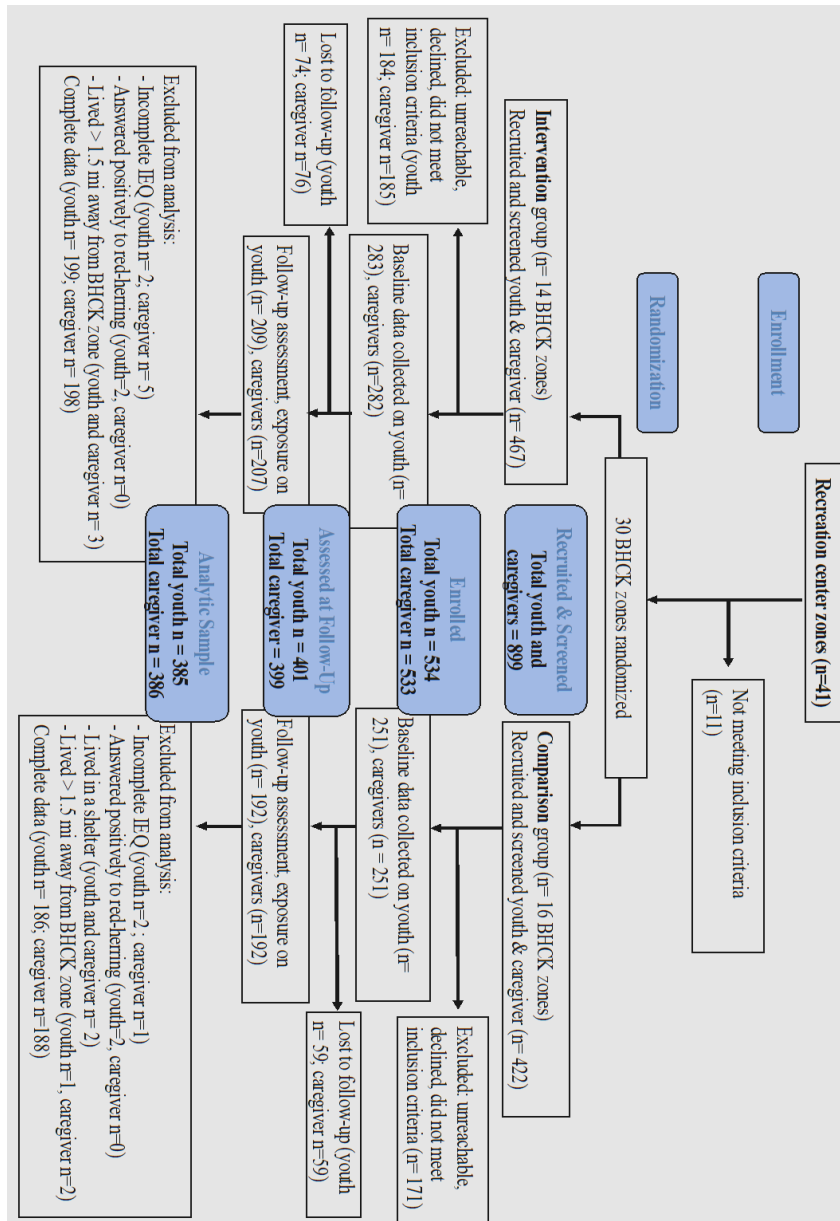 Recreation center zones (n=41)
Enrollment
Not meeting inclusion criteria
(n=11)
Randomization
30 BHCK zones randomized
Intervention group (n= 14 BHCK zones)
Recruited and screened youth & caregiver (n= 467)
Recruited & Screened
Total youth and
caregivers = 899
Comparison group (n= 16 BHCK zones)
Recruited and screened youth & caregiver (n= 422)
Excluded: unreachable,
declined, did not meet
inclusion criteria (youth
n= 184; caregiver n=185)
Excluded: unreachable,
declined, did not meet
inclusion criteria (n= 171)
Baseline data collected on youth (n=
283), caregivers (n=282)
Enrolled
Total youth n = 534
Total caregiver n = 533
Baseline data collected on youth (n=
251), caregivers (n = 251)
Lost to follow-up (youth
n= 74; caregiver n=76)
Lost to follow-up (youth
n= 59; caregiver n=59)
Follow-up assessment, exposure on
youth (n= 209), caregivers (n=207)
Assessed at Follow-Up
Total youth n = 401
Total caregiver = 399
Follow-up assessment, exposure on
youth (n= 192), caregivers (n=192)
Excluded from analysis:
- Incomplete IEQ (youth n= 2; caregiver n= 5)
- Answered positively to red-herring (youth=2, caregiver n=0)
- Lived > 1.5 mi away from BHCK zone (youth and caregiver n= 3)
Complete data (youth n= 199; caregiver n= 198)
Analytic Sample
Total youth n = 385
Total caregiver n = 386
Excluded from analysis:
- Incomplete IEQ (youth n=2 ; caregiver n=1)
- Answered positively to red-herring (youth=2, caregiver n=0)
- Lived in a shelter (youth and caregiver n= 2)
- Lived > 1.5 mi away from BHCK zone (youth n=1, caregiver n=2)
Complete data (youth n= 186; caregiver n=188)